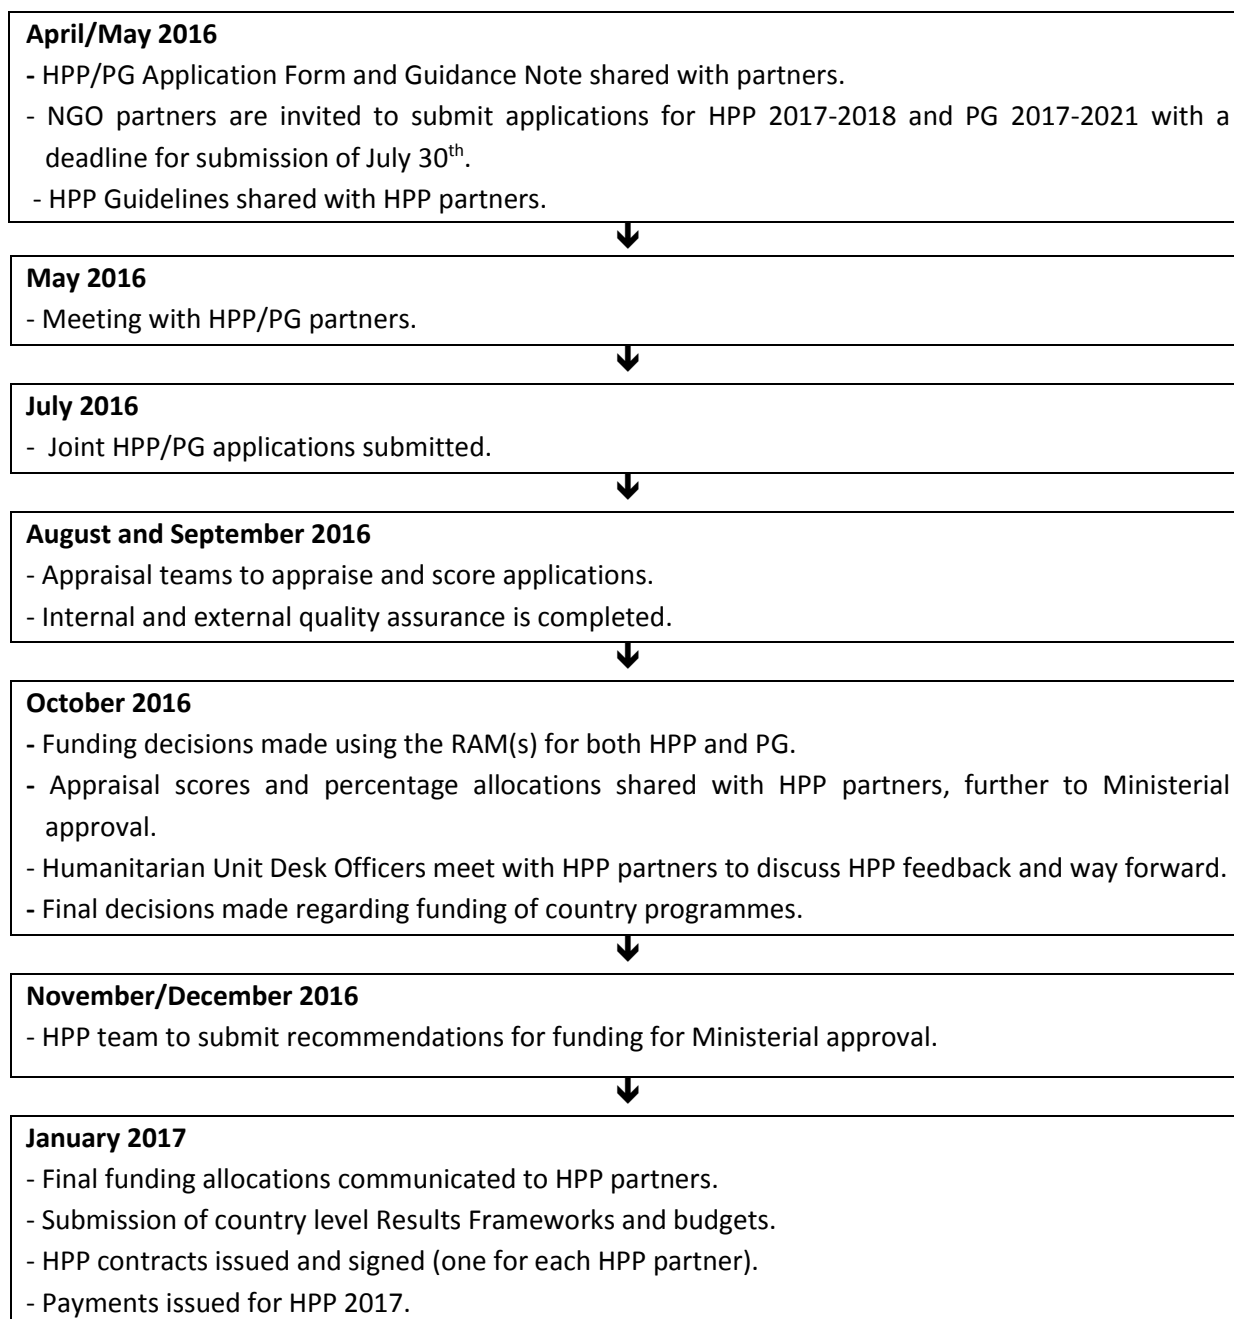 April/May 2016
- HPP/PG Application Form and Guidance Note shared with partners.
- NGO partners are invited to submit applications for HPP 2017-2018 and PG 2017-2021 with a
deadline for submission of July 30th.
- HPP Guidelines shared with HPP partners.
May 2016
- Meeting with HPP/PG partners.
July 2016
- Joint HPP/PG applications submitted.
August and September 2016
- Appraisal teams to appraise and score applications.
- Internal and external quality assurance is completed.
October 2016
- Funding decisions made using the RAM(s) for both HPP and PG.
- Appraisal scores and percentage allocations shared with HPP partners, further to Ministerial
approval.
- Humanitarian Unit Desk Officers meet with HPP partners to discuss HPP feedback and way forward.
- Final decisions made regarding funding of country programmes.
November/December 2016
- HPP team to submit recommendations for funding for Ministerial approval.
January 2017
- Final funding allocations communicated to HPP partners.
- Submission of country level Results Frameworks and budgets.
- HPP contracts issued and signed (one for each HPP partner).
- Payments issued for HPP 2017.